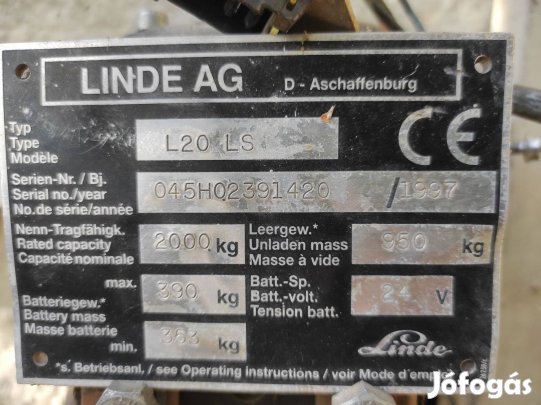 LINDE AG D - Aschaffenburg
Typ
Type L20 LS
Modèle
CE
Serien-Nr. / Bj.
Serial no./year 045H02391420 /1997
No. de série/année
Nenn-Tragfähigk. Leergew.*
Rated capacity 2000 kg Unladen mass 950 kg
Capacité nominale Masse à vide
max. 390 kg
Batteriegew.* Batt.-Sp.
Battery mass Batt.-volt. 24 V
Masse batterie Tension batt.
min. 363 kg
Linde
*s. Betriebsanl. / see Operating instructions / voir Mode d'emploi
Jófogás